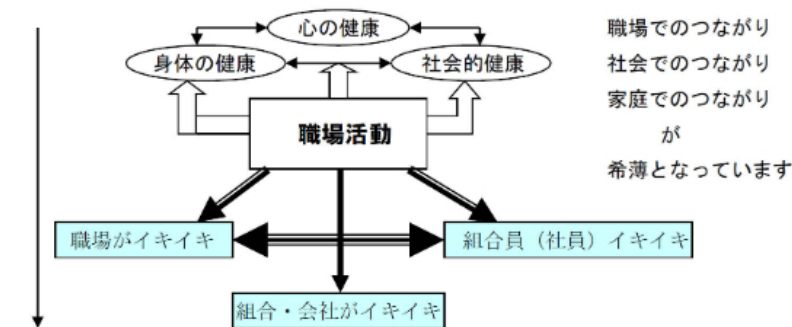 心の健康
身体の健康
社会的健康
職場活動
職場がイキイキ
組合員（社員）イキイキ
組合・会社がイキイキ
職場でのつながり
社会でのつながり
家庭でのつながり
が
希薄となっています